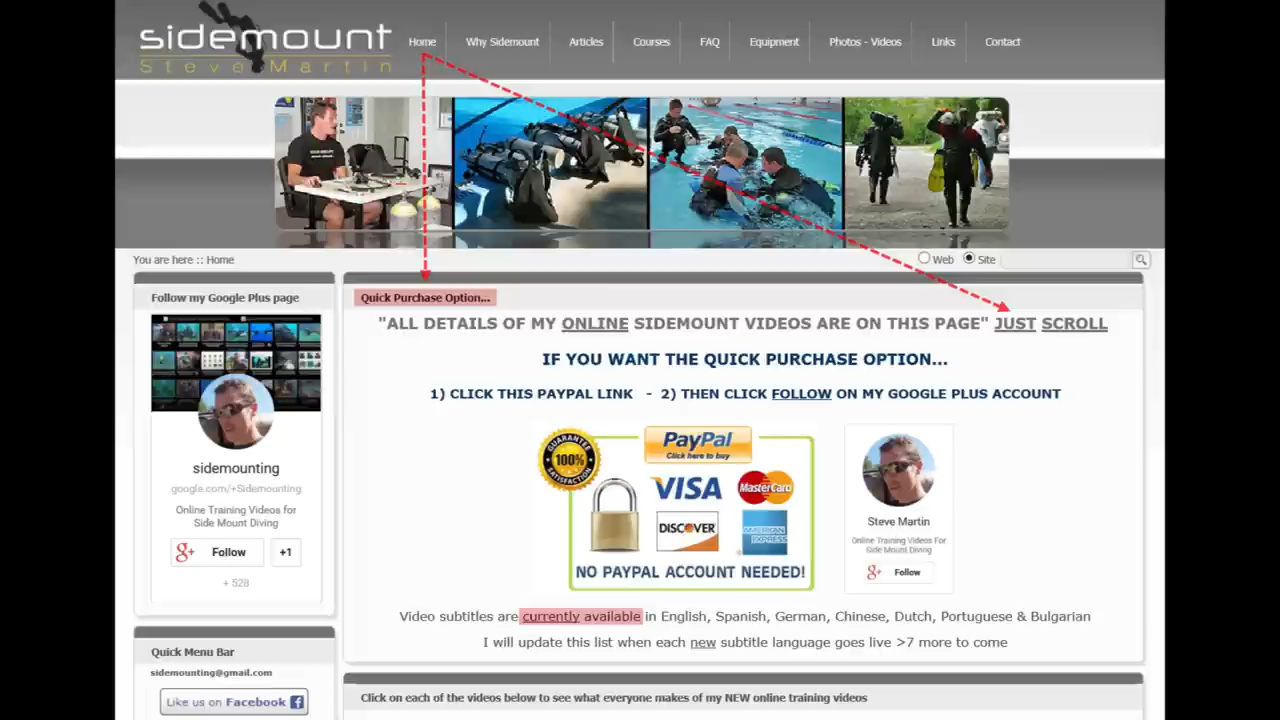 sidemount
Steve Martin
Home
Why Sidemount
Articles
Courses
FAQ
Equipment
Photos - Videos
Links
Contact
You are here :: Home
Web
Site
Follow my Google Plus page
sidemounting
google.com/+Sidemounting
Online Training Videos for
Side Mount Diving
g+ Follow
+1
+ 528
Quick Menu Bar
sidemounting@gmail.com
Like us on Facebook f
Quick Purchase Option...
"ALL DETAILS OF MY ONLINE SIDEMOUNT VIDEOS ARE ON THIS PAGE" JUST SCROLL
IF YOU WANT THE QUICK PURCHASE OPTION...
1) CLICK THIS PAYPAL LINK - 2) THEN CLICK FOLLOW ON MY GOOGLE PLUS ACCOUNT
GUARANTEE
100%
SATISFACTION
PayPal
Click here to buy
VISA
MasterCard
DISCOVER
AMERICAN
EXPRESS
NO PAYPAL ACCOUNT NEEDED!
Steve Martin
Online Training Videos For
Side Mount Diving
g+ Follow
Video subtitles are currently available in English, Spanish, German, Chinese, Dutch, Portuguese & Bulgarian
I will update this list when each new subtitle language goes live >7 more to come
Click on each of the videos below to see what everyone makes of my NEW online training videos